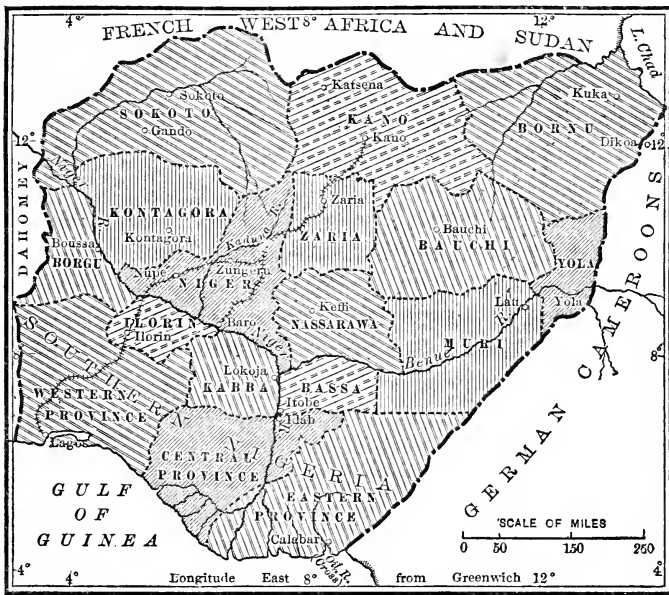 4° 8° 12°
FRENCH WEST AFRICA AND SUDAN
L. Chad
Katsena
Sokoto
SOKOTO
Gando
KANO
Kano
Kuka
BORNU
Dikoa
12° 12
DAHOMEY
KONTAGORA
Kontagora
Kaduna R.
Zaria
ZARIA
Bauchi
BAUCHI
YOLA
Yola
Boussa
BORGU
Nupe
Zungeru
NIGER
Baro
Keffi
NASSARAWA
Lau
MURI
Benue R.
ILORIN
Ilorin
SOUTHERN NIGERIA
WESTERN
PROVINCE
Lokoja
KABBA
BASSA
Itobe
Idah
8° 8°
GERMAN CAMEROONS
Lagos
CENTRAL
PROVINCE
EASTERN
PROVINCE
Calabar
GULF
OF
GUINEA
SCALE OF MILES
0 50 150 250
4° 4°
4° Longitude East 8° from Greenwich 12°